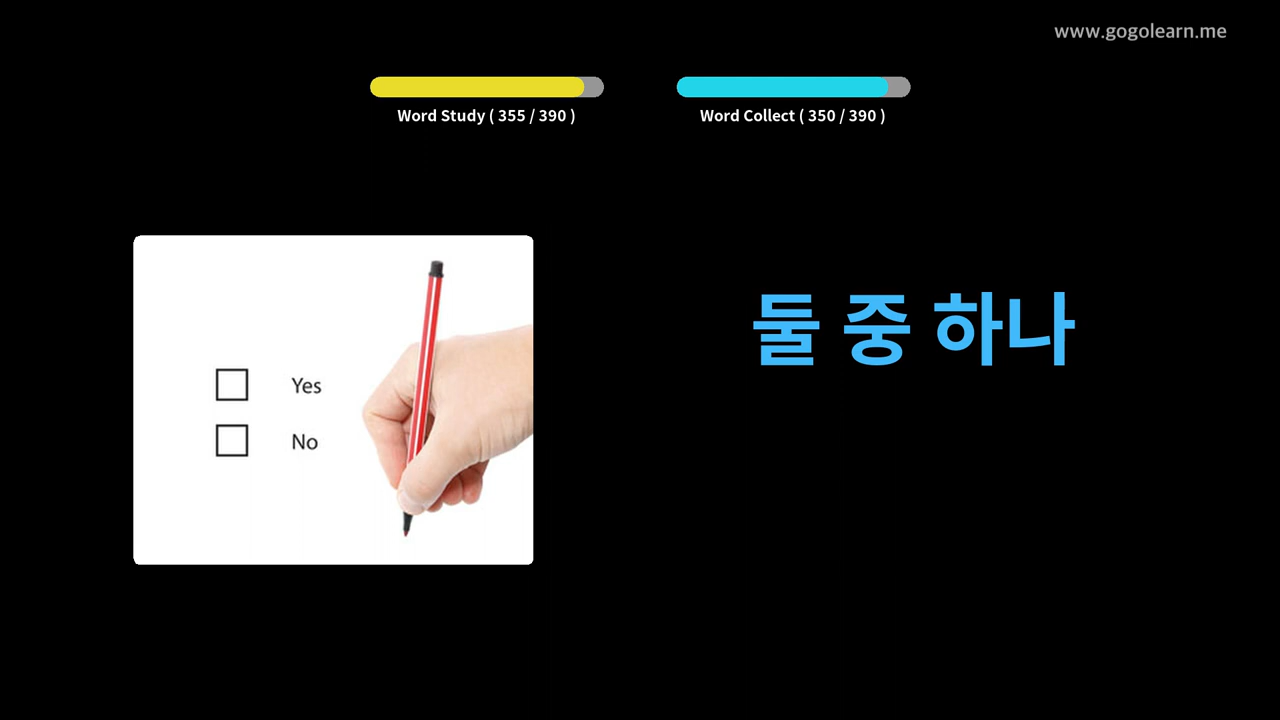 www.gogolearn.me
Word Study ( 355 / 390 )
Word Collect ( 350 / 390 )
Yes
No
둘 중 하나